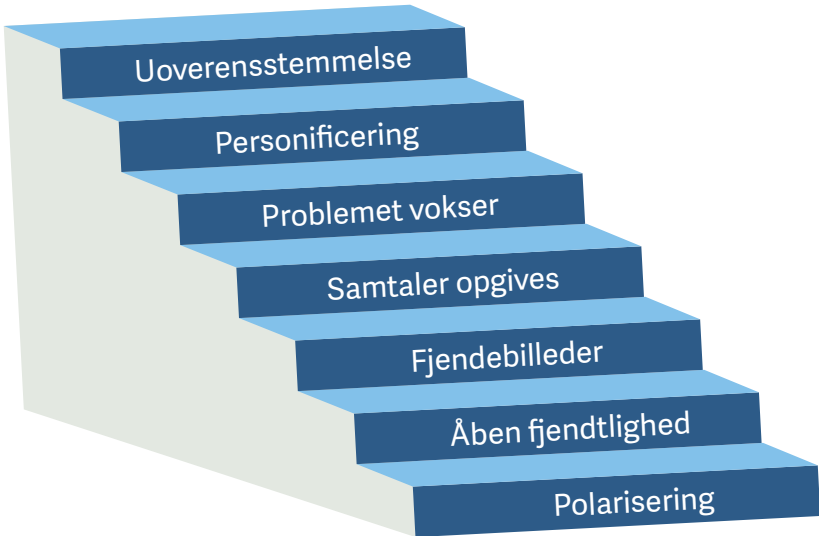 Uoverensstemmelse
Personificering
Problemet vokser
Samtaler opgives
Fjendebilleder
Åben fjendtlighed
Polarisering